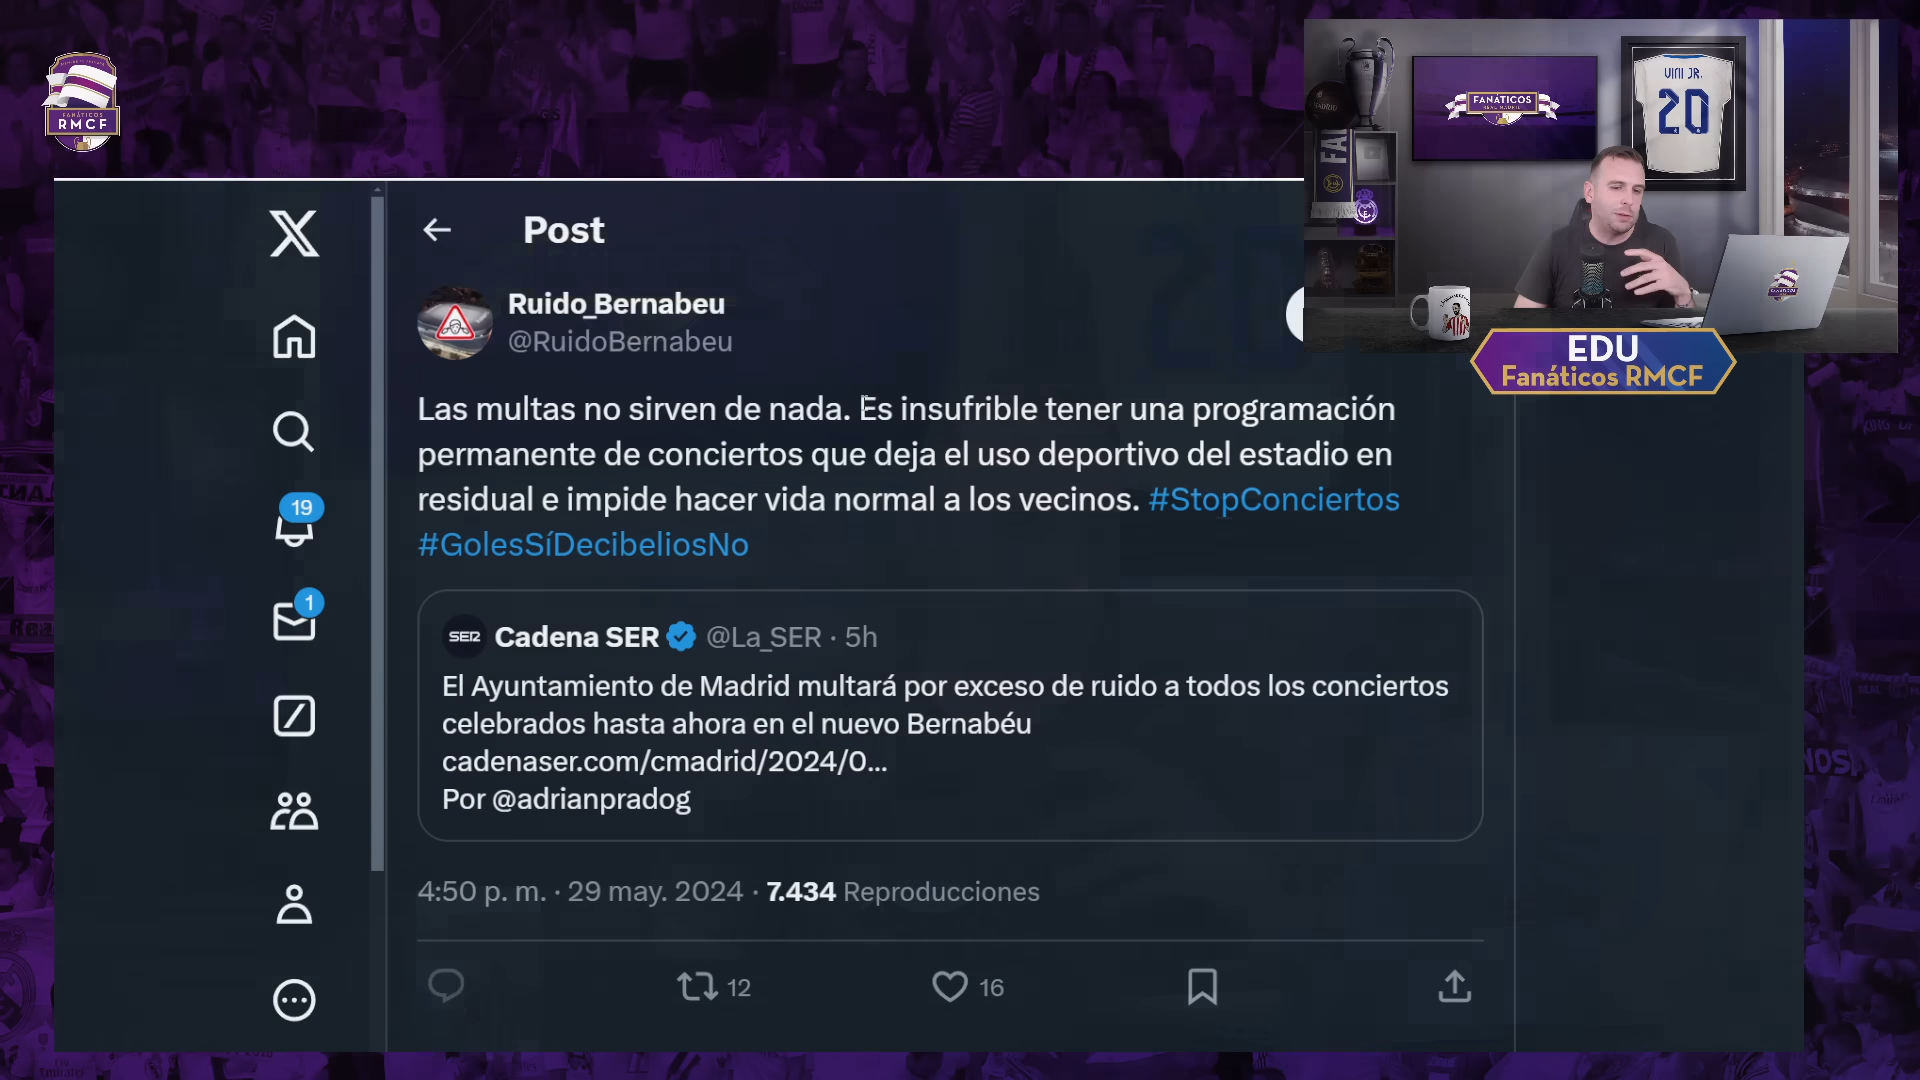 FANÁTICOS
RMCF
Post
Ruido_Bernabeu
@RuidoBernabeu
Las multas no sirven de nada. Es insufrible tener una programación
permanente de conciertos que deja el uso deportivo del estadio en
residual e impide hacer vida normal a los vecinos. #StopConciertos
#GolesSíDecibeliosNo
SER Cadena SER @La_SER · 5h
El Ayuntamiento de Madrid multará por exceso de ruido a todos los conciertos
celebrados hasta ahora en el nuevo Bernabéu
cadenaser.com/cmadrid/2024/0...
Por @adrianpradog
4:50 p. m. · 29 may. 2024 · 7.434 Reproducciones
12
16
19
1
FANÁTICOS
REAL MADRID
VINI JR.
20
FA
EDU
Fanáticos RMCF